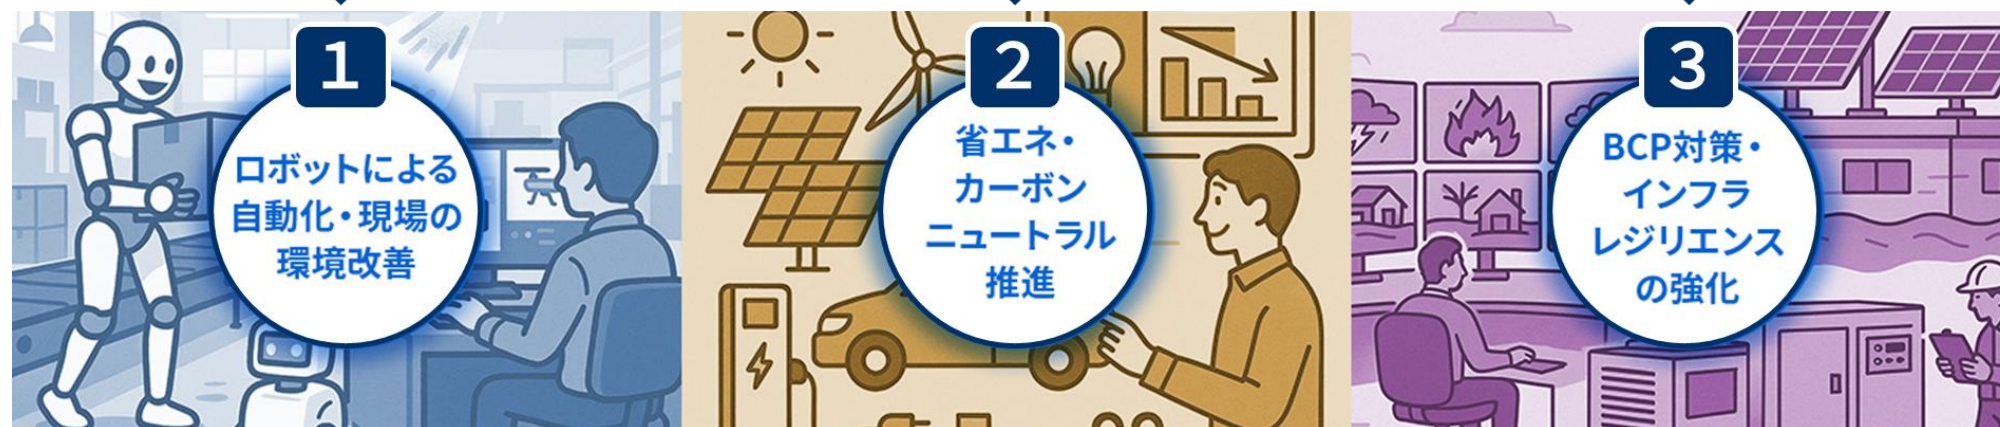 1
ロボットによる
自動化・現場の
環境改善
2
省エネ・
カーボン
ニュートラル
推進
3
BCP対策・
インフラ
レジリエンス
の強化